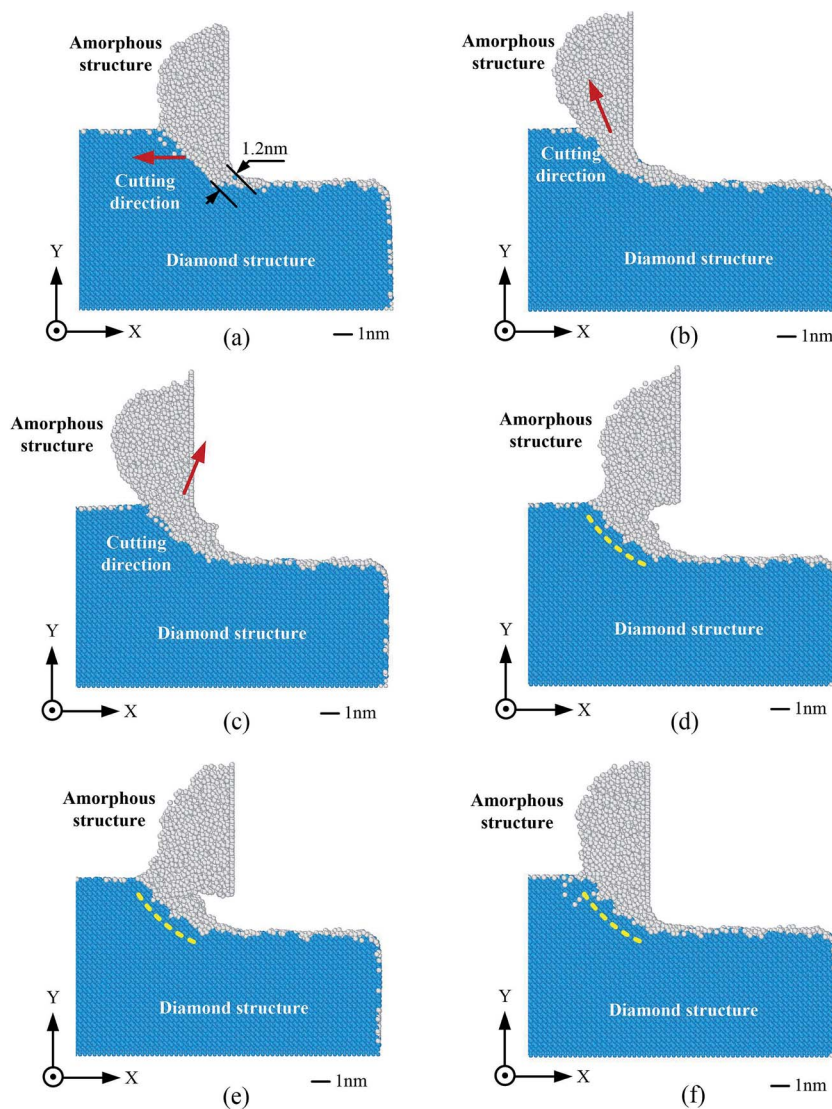 Amorphous
structure
1.2nm
Cutting
direction
Diamond structure
Y
X
1nm
(a)
Amorphous
structure
Cutting
direction
Diamond structure
Y
X
1nm
(b)
Amorphous
structure
Cutting
direction
Diamond structure
Y
X
1nm
(c)
Amorphous
structure
Diamond structure
Y
X
1nm
(d)
Amorphous
structure
Diamond structure
Y
X
1nm
(e)
Amorphous
structure
Diamond structure
Y
X
1nm
(f)